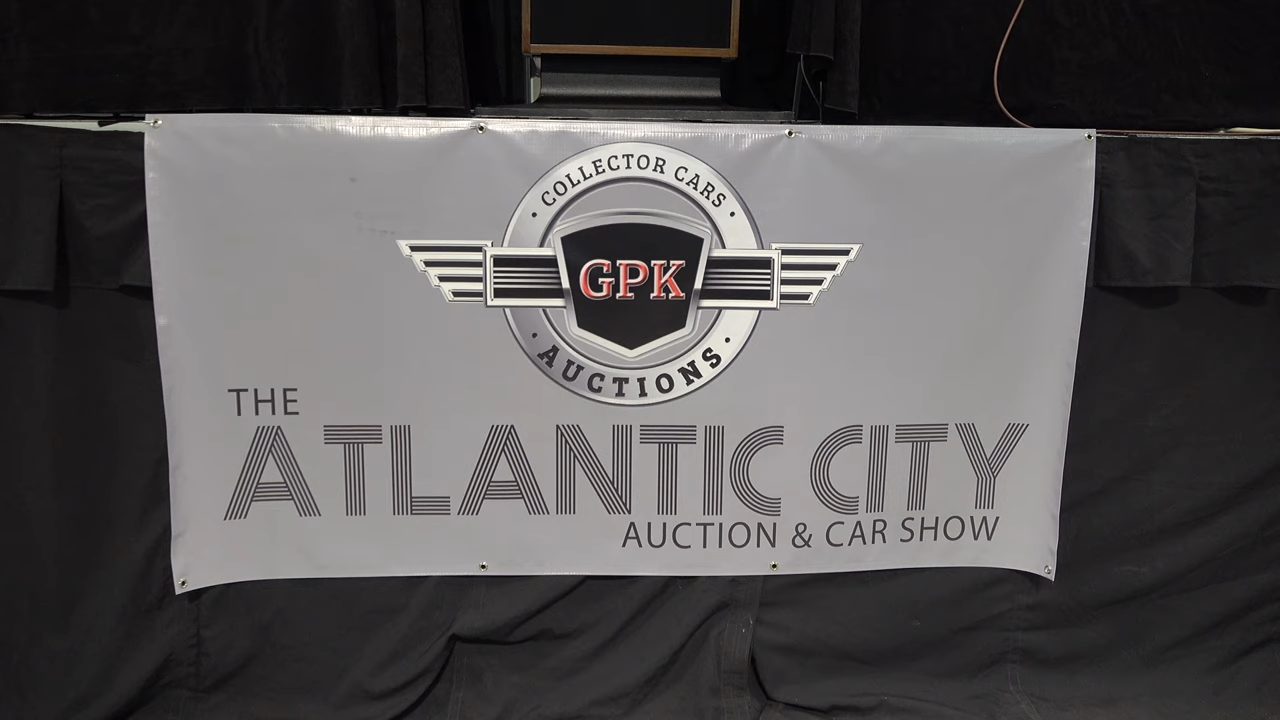 COLLECTOR CARS
GPK
AUCTIONS
THE
ATLANTIC CITY
AUCTION & CAR SHOW